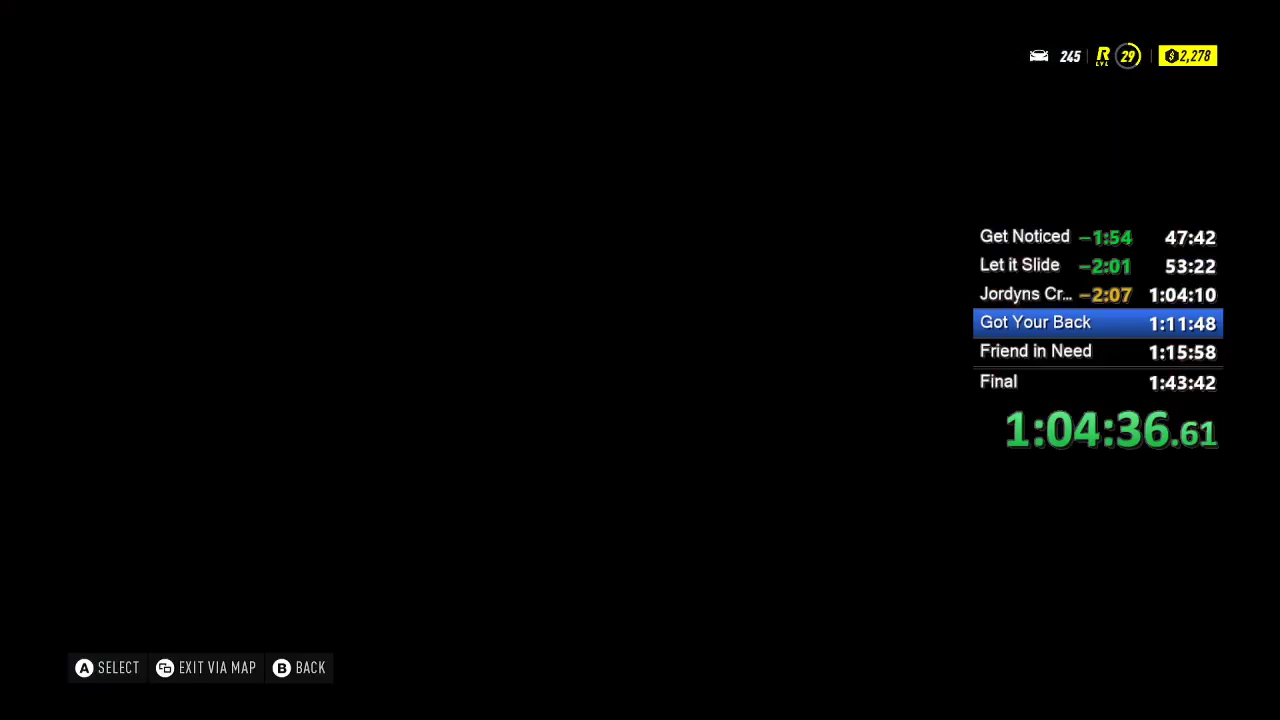 245 R LVL 29 2,278
Get Noticed −1:54 47:42
Let it Slide −2:01 53:22
Jordyns Cr... −2:07 1:04:10
Got Your Back 1:11:48
Friend in Need 1:15:58
Final 1:43:42
1:04:36.61
A SELECT EXIT VIA MAP B BACK